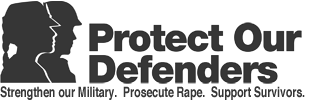 Protect Our
Defenders
Strengthen our Military. Prosecute Rape. Support Survivors.